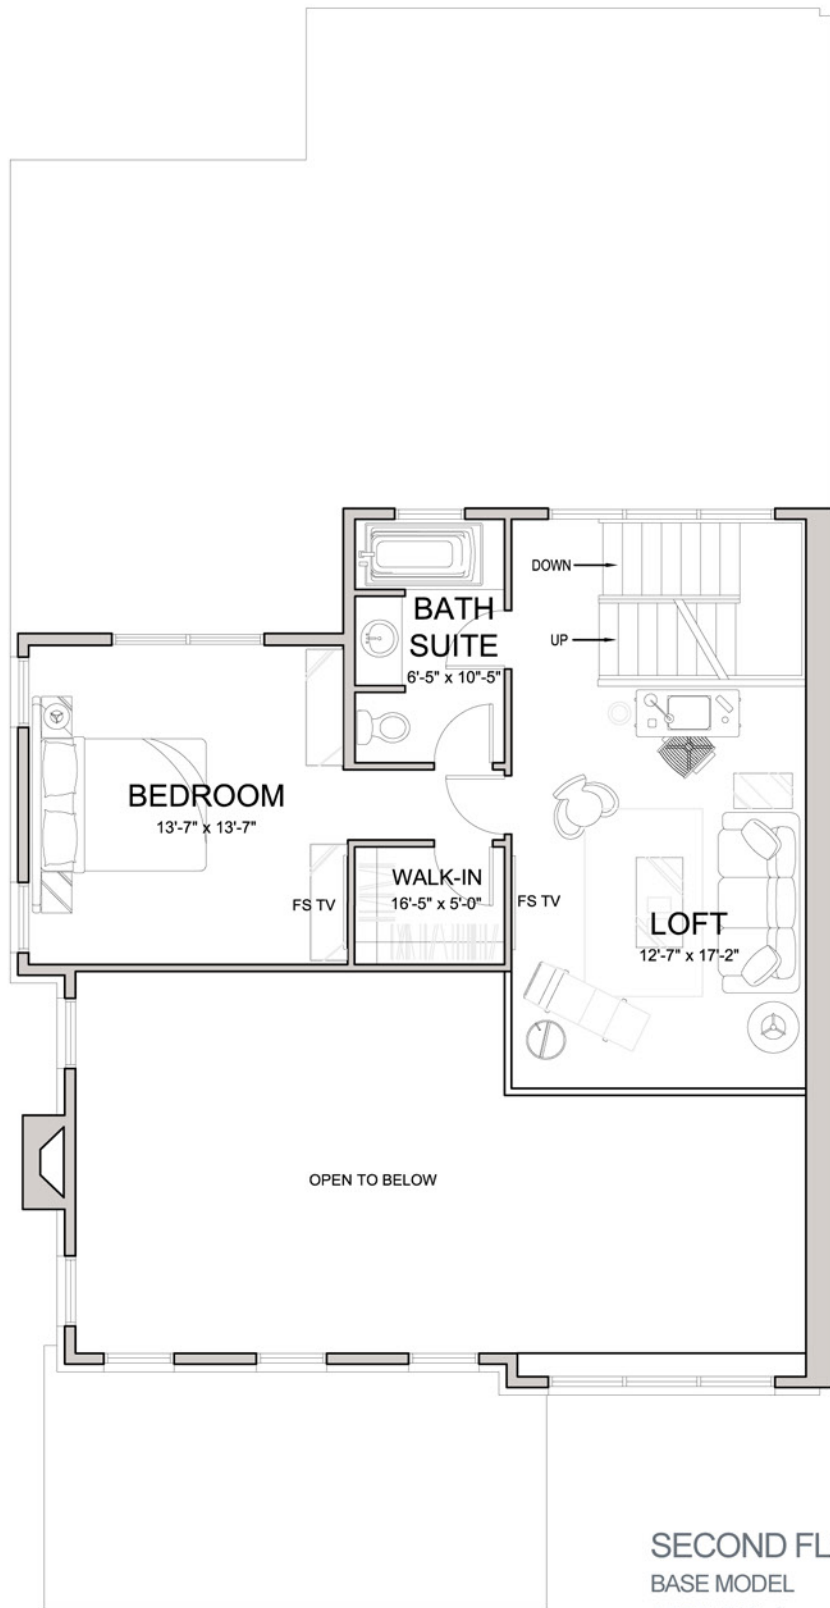 DOWN
UP
BATH
SUITE
6'-5" x 10"-5"
BEDROOM
13'-7" x 13'-7"
WALK-IN
16'-5" x 5'-0"
FS TV
FS TV
LOFT
12'-7" x 17'-2"
OPEN TO BELOW
SECOND FL
BASE MODEL